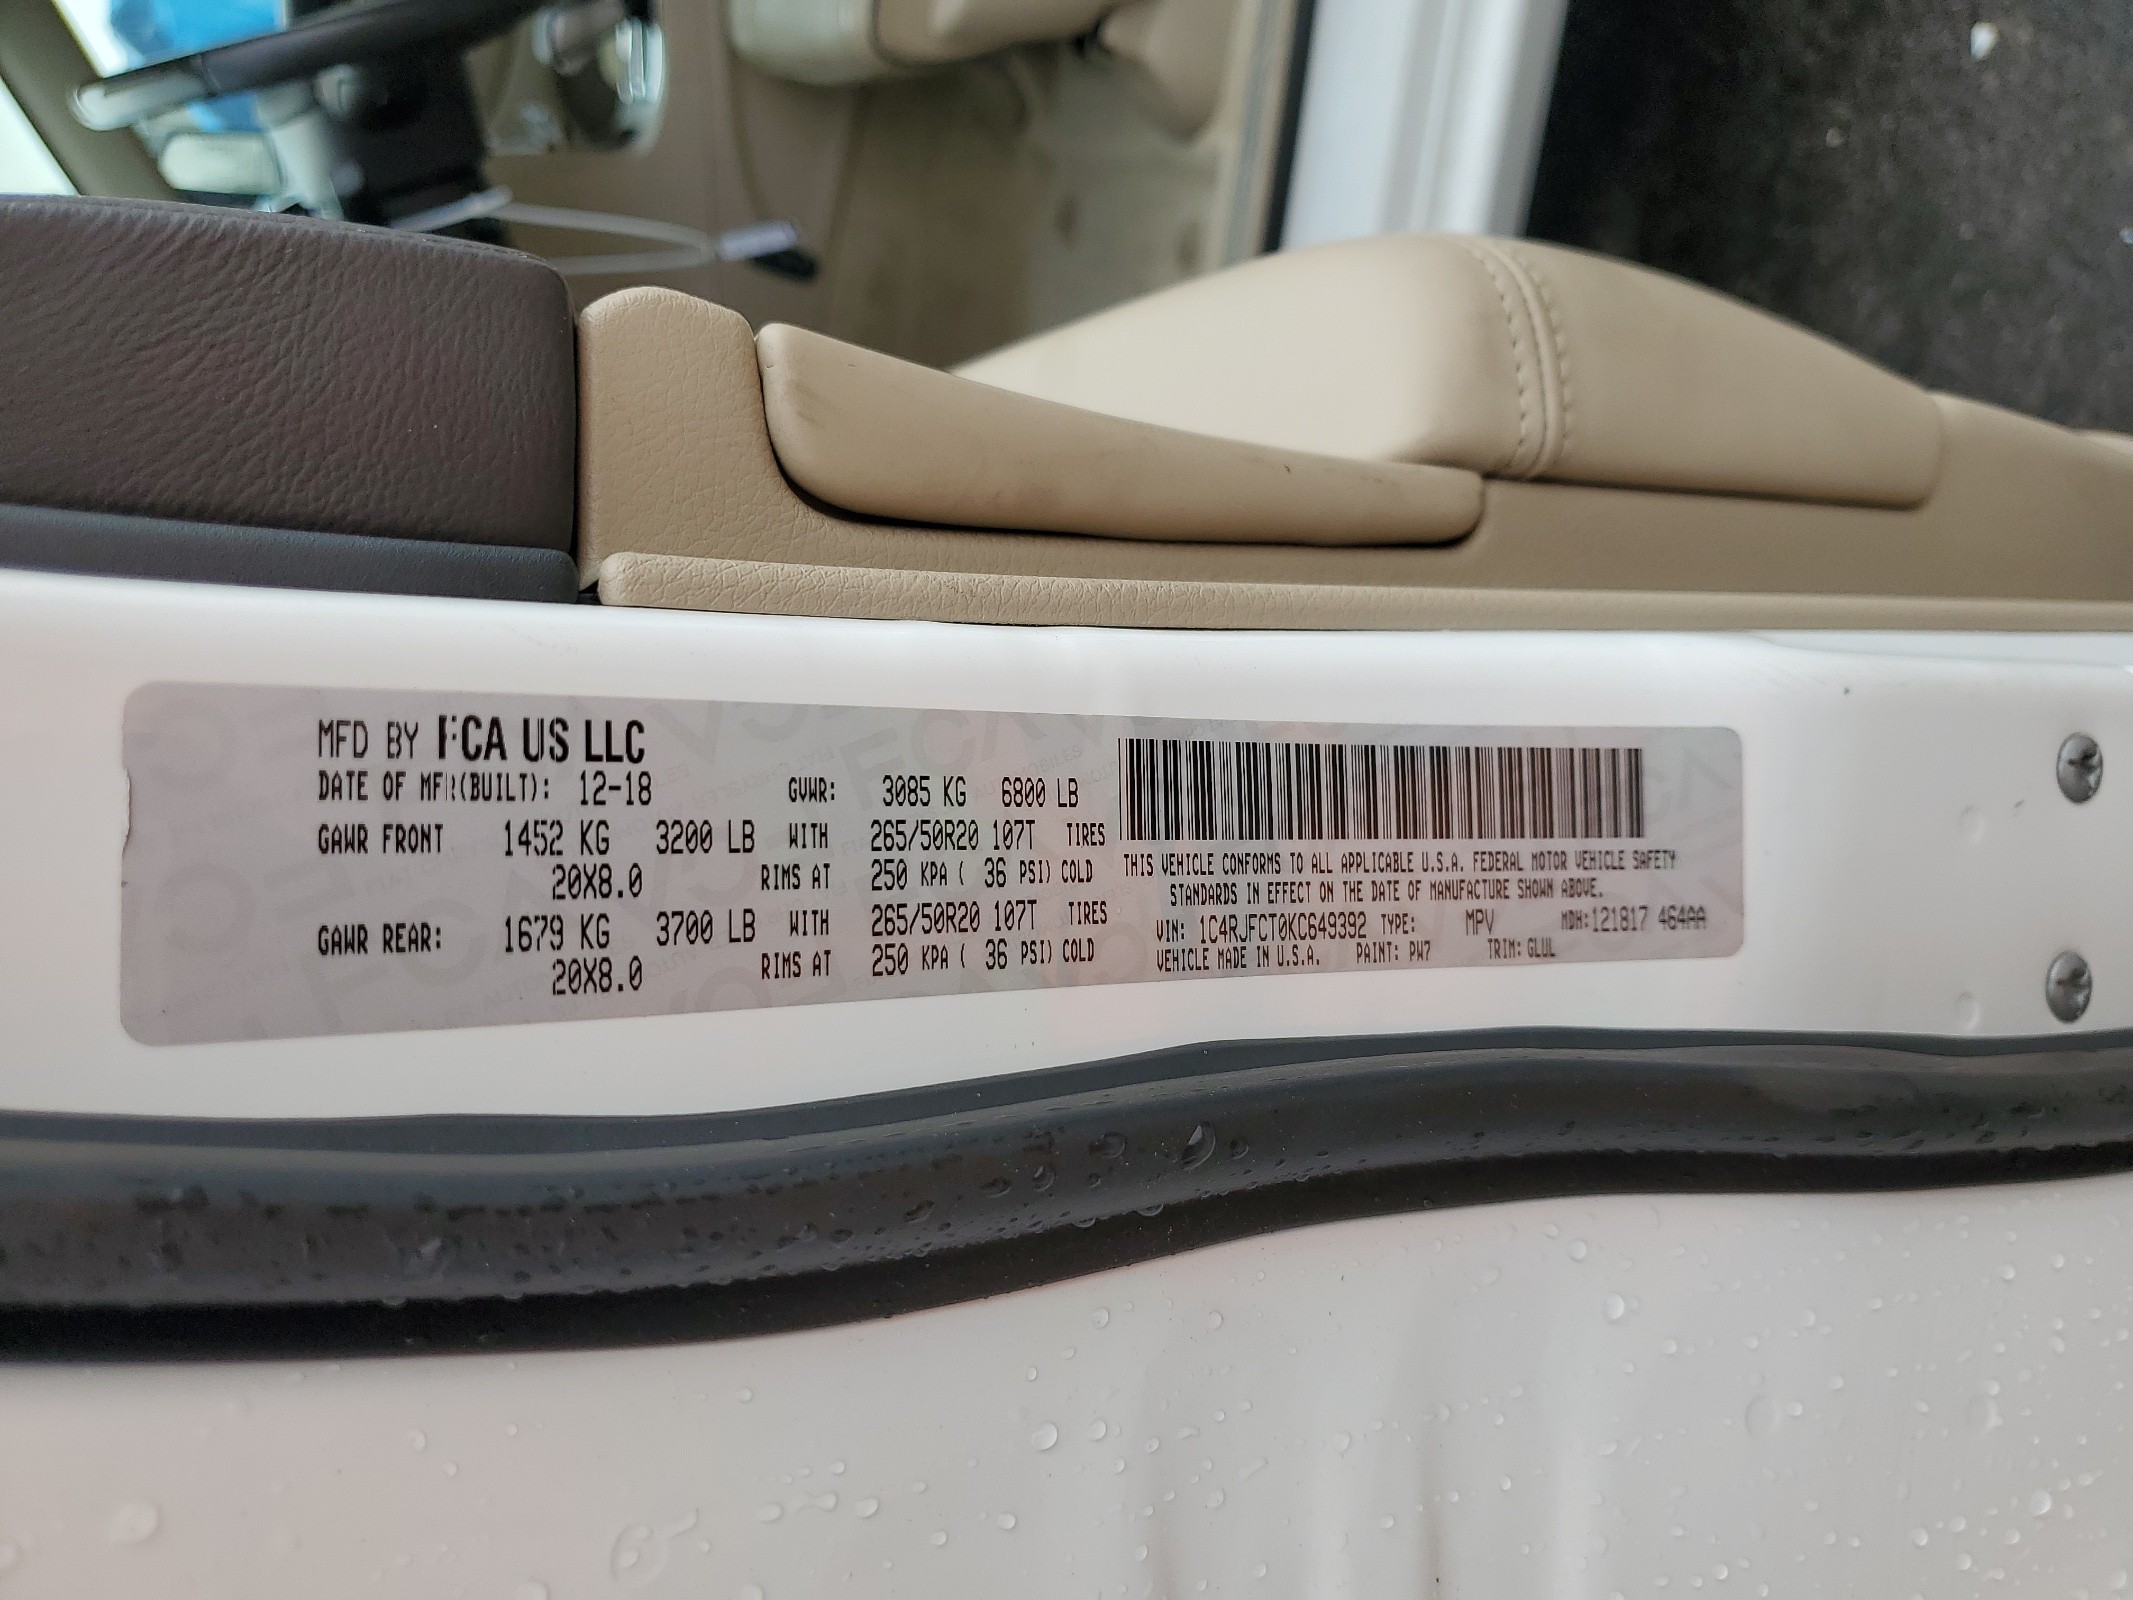 MFD BY FCA US LLC
DATE OF MFR(BUILT): 12-18 GVWR: 3085 KG 6800 LB
GAWR FRONT 1452 KG 3200 LB WITH 265/50R20 107T TIRES
20X8.0 RIMS AT 250 KPA ( 36 PSI) COLD
GAWR REAR: 1679 KG 3700 LB WITH 265/50R20 107T TIRES
20X8.0 RIMS AT 250 KPA ( 36 PSI) COLD
THIS VEHICLE CONFORMS TO ALL APPLICABLE U.S.A. FEDERAL MOTOR VEHICLE SAFETY
STANDARDS IN EFFECT ON THE DATE OF MANUFACTURE SHOWN ABOVE.
VIN: 1C4RJFCT0KC649392 TYPE: MPV MDH:121817 464AA
VEHICLE MADE IN U.S.A. PAINT: PW7 TRIM: GLUL